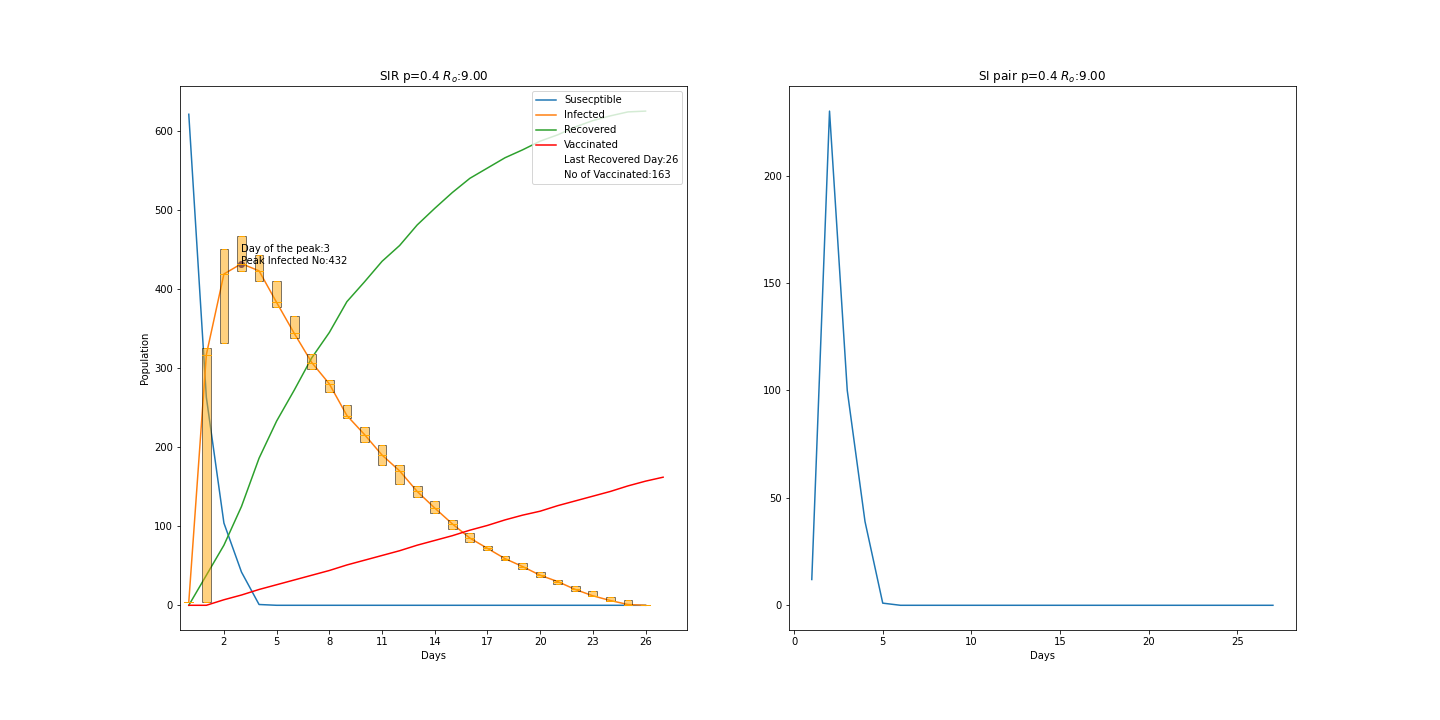 SIR p=0.4 Rₒ:9.00
Susecptible
Infected
Recovered
Vaccinated
Last Recovered Day:26
No of Vaccinated:163
Day of the peak:3
Peak Infected No:432
Population
600
500
400
300
200
100
0
2 5 8 11 14 17 20 23 26
Days
SI pair p=0.4 Rₒ:9.00
200
150
100
50
0
0 5 10 15 20 25
Days